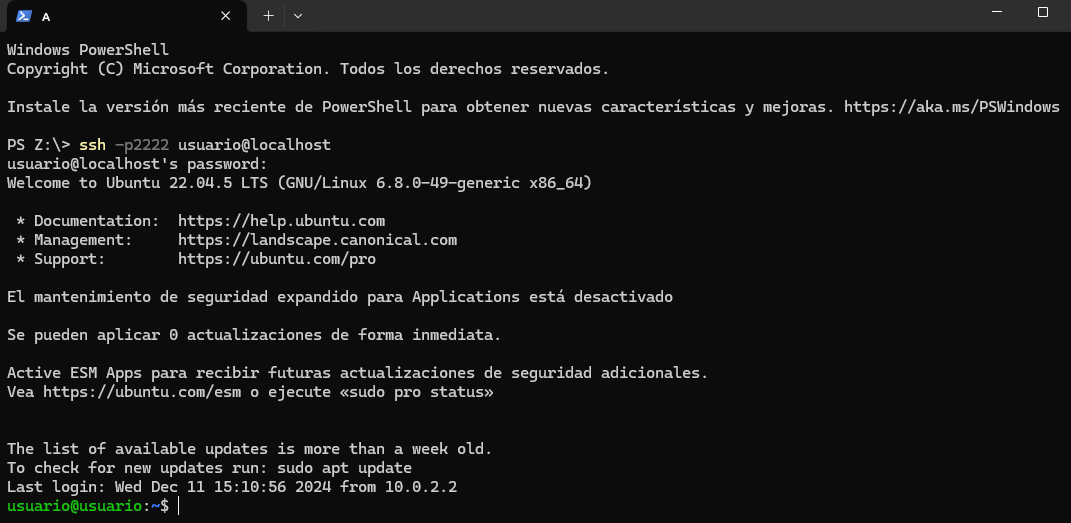 A
Windows PowerShell
Copyright (C) Microsoft Corporation. Todos los derechos reservados.
Instale la versión más reciente de PowerShell para obtener nuevas características y mejoras. https://aka.ms/PSWindows
PS Z:\> ssh -p2222 usuario@localhost
usuario@localhost's password:
Welcome to Ubuntu 22.04.5 LTS (GNU/Linux 6.8.0-49-generic x86_64)
* Documentation:  https://help.ubuntu.com
* Management:     https://landscape.canonical.com
* Support:        https://ubuntu.com/pro
El mantenimiento de seguridad expandido para Applications está desactivado
Se pueden aplicar 0 actualizaciones de forma inmediata.
Active ESM Apps para recibir futuras actualizaciones de seguridad adicionales.
Vea https://ubuntu.com/esm o ejecute «sudo pro status»
The list of available updates is more than a week old.
To check for new updates run: sudo apt update
Last login: Wed Dec 11 15:10:56 2024 from 10.0.2.2
usuario@usuario:~$